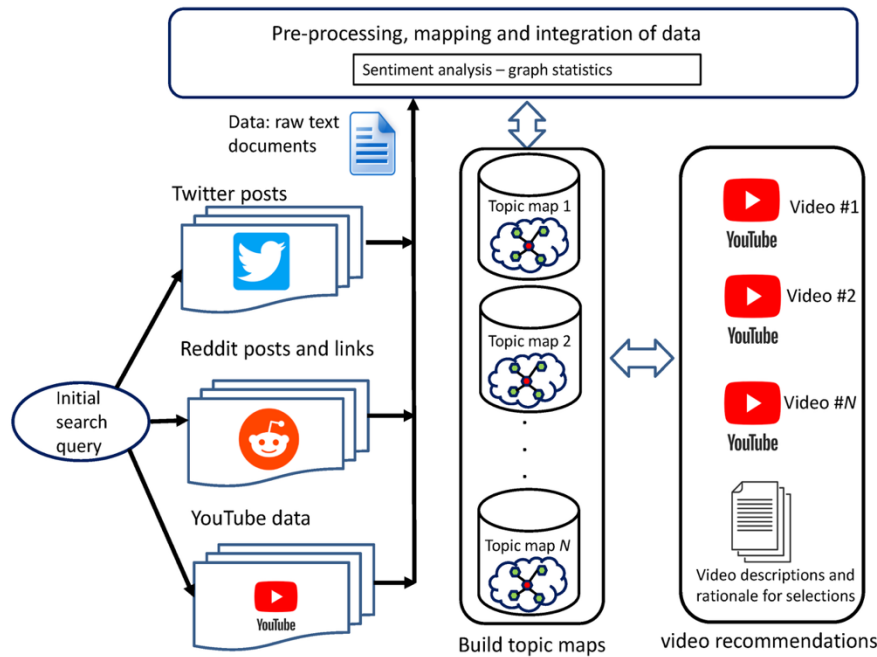 Pre-processing, mapping and integration of data
Sentiment analysis – graph statistics
Data: raw text
documents
Twitter posts
Reddit posts and links
Initial
search
query
YouTube data
YouTube
Topic map 1
Topic map 2
.
.
.
Topic map N
Build topic maps
Video #1
YouTube
Video #2
YouTube
Video #N
YouTube
Video descriptions and
rationale for selections
video recommendations